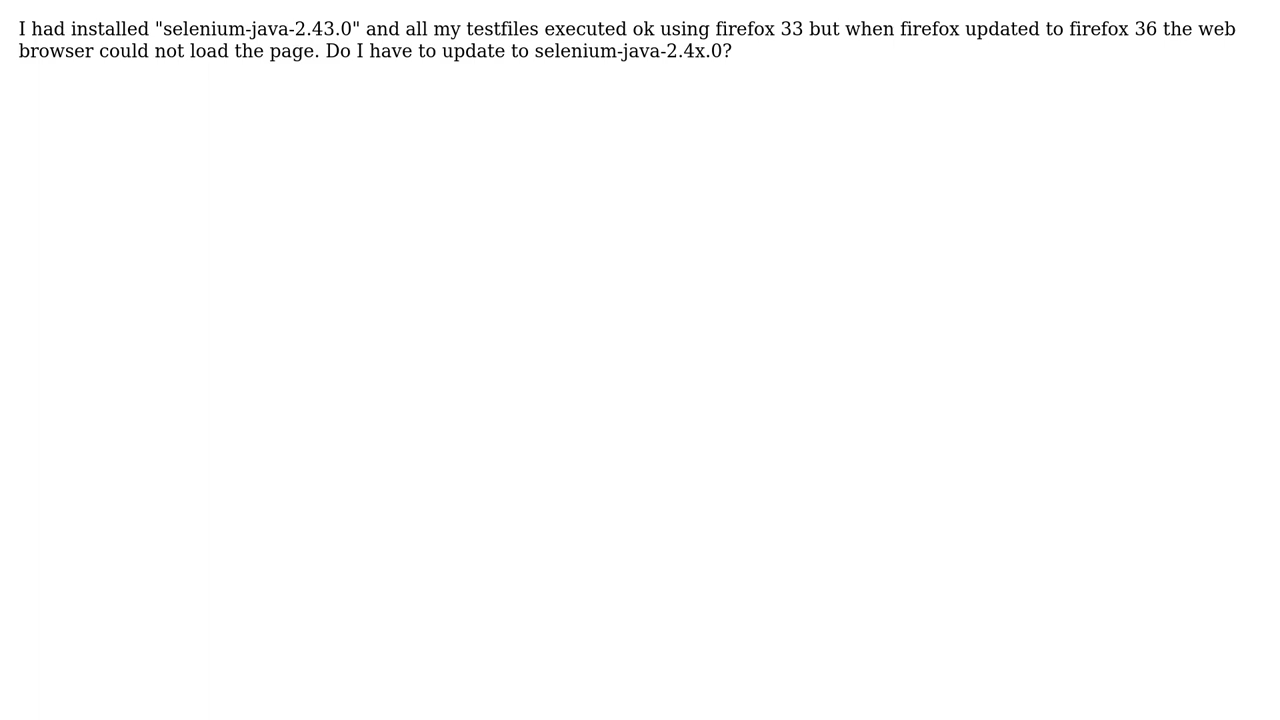 I had installed "selenium-java-2.43.0" and all my testfiles executed ok using firefox 33 but when firefox updated to firefox 36 the web
browser could not load the page. Do I have to update to selenium-java-2.4x.0?